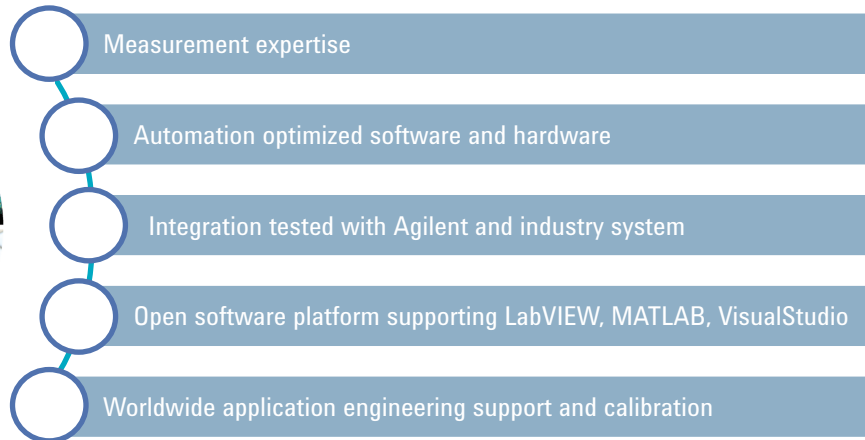 Measurement expertise
Automation optimized software and hardware
Integration tested with Agilent and industry system
Open software platform supporting LabVIEW, MATLAB, VisualStudio
Worldwide application engineering support and calibration